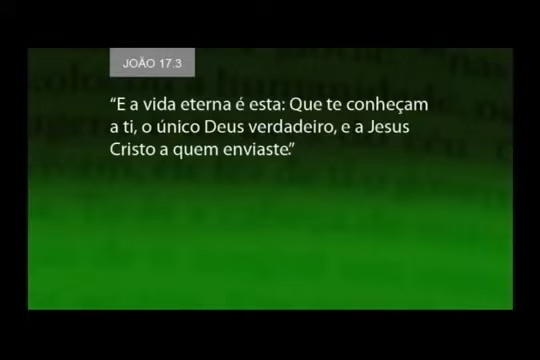 JOÃO 17.3
“E a vida eterna é esta: Que te conheçam
a ti, o único Deus verdadeiro, e a Jesus
Cristo a quem enviaste.”